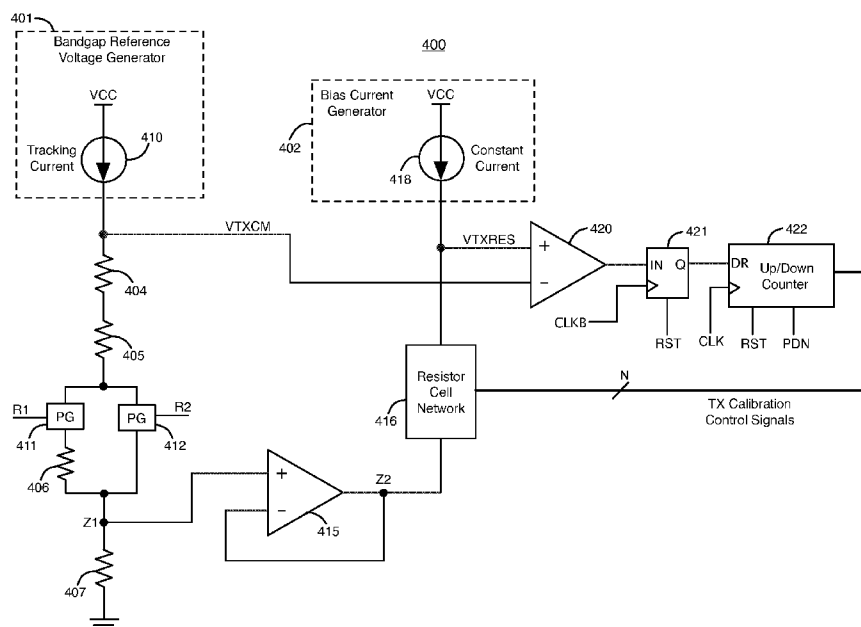 401
Bandgap Reference
Voltage Generator
VCC
Tracking
Current
410
400
Bias Current
Generator
VCC
402
418
Constant
Current
VTXCM
VTXRES
+
−
420
IN Q
421
CLKB
RST
422
DR
Up/Down
Counter
CLK
RST
PDN
404
405
R1
PG
411
PG
R2
412
406
Z1
407
+
−
415
Z2
Resistor
Cell
Network
416
N
TX Calibration
Control Signals